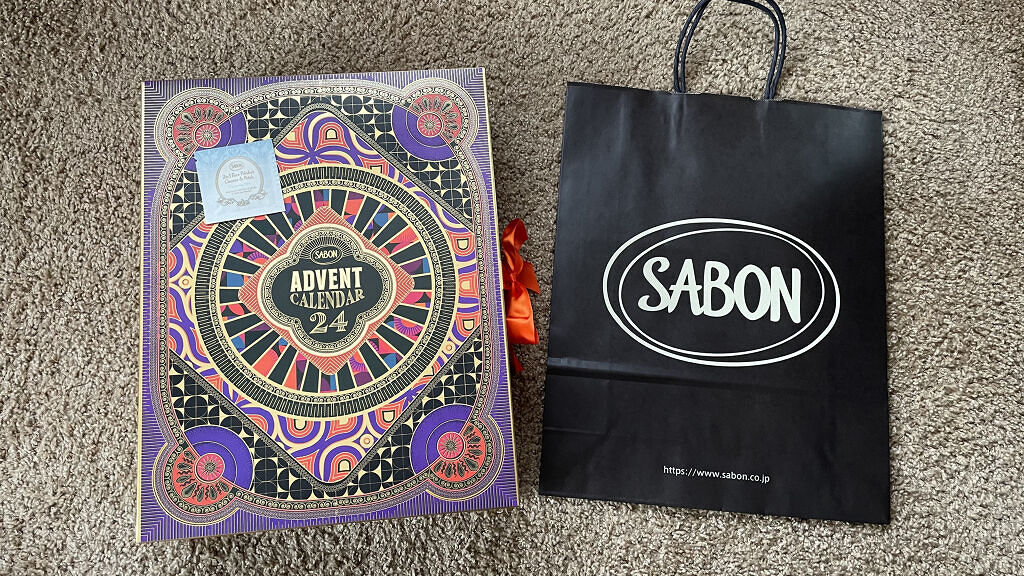 SABON
ADVENT
CALENDAR
24
SABON
https://www.sabon.co.jp